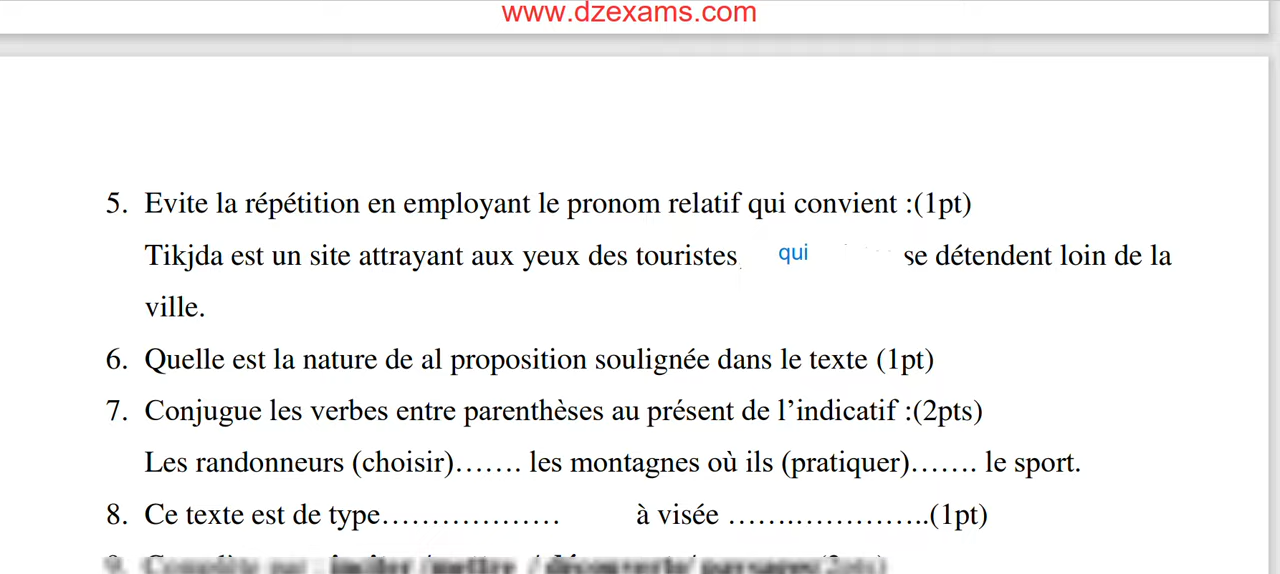 www.dzexams.com
5. Evite la répétition en employant le pronom relatif qui convient :(1pt)
Tikjda est un site attrayant aux yeux des touristes qui se détendent loin de la
ville.
6. Quelle est la nature de al proposition soulignée dans le texte (1pt)
7. Conjugue les verbes entre parenthèses au présent de l’indicatif :(2pts)
Les randonneurs (choisir)……. les montagnes où ils (pratiquer)……. le sport.
8. Ce texte est de type……………… à visée ……………….. .(1pt)